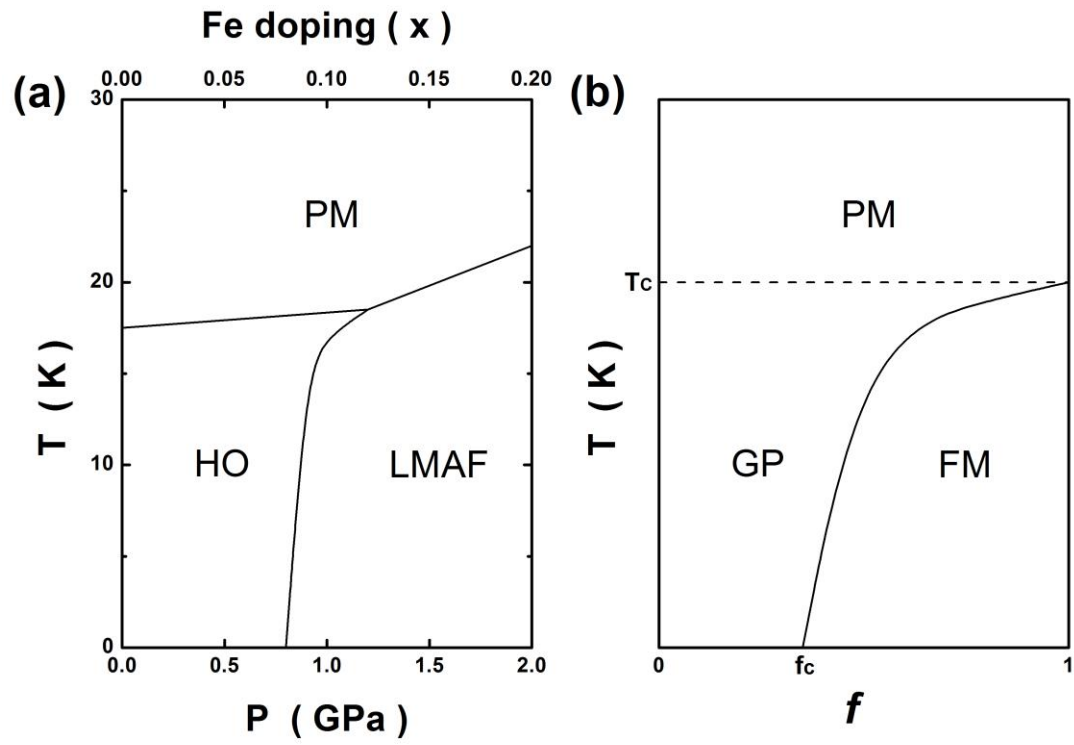 Fe doping ( x )
0.00 0.05 0.10 0.15 0.20
(a)
30
20
10
0
T ( K )
PM
HO
LMAF
0.0 0.5 1.0 1.5 2.0
P ( GPa )
(b)
Tc
T ( K )
PM
GP
FM
0 fc 1
f